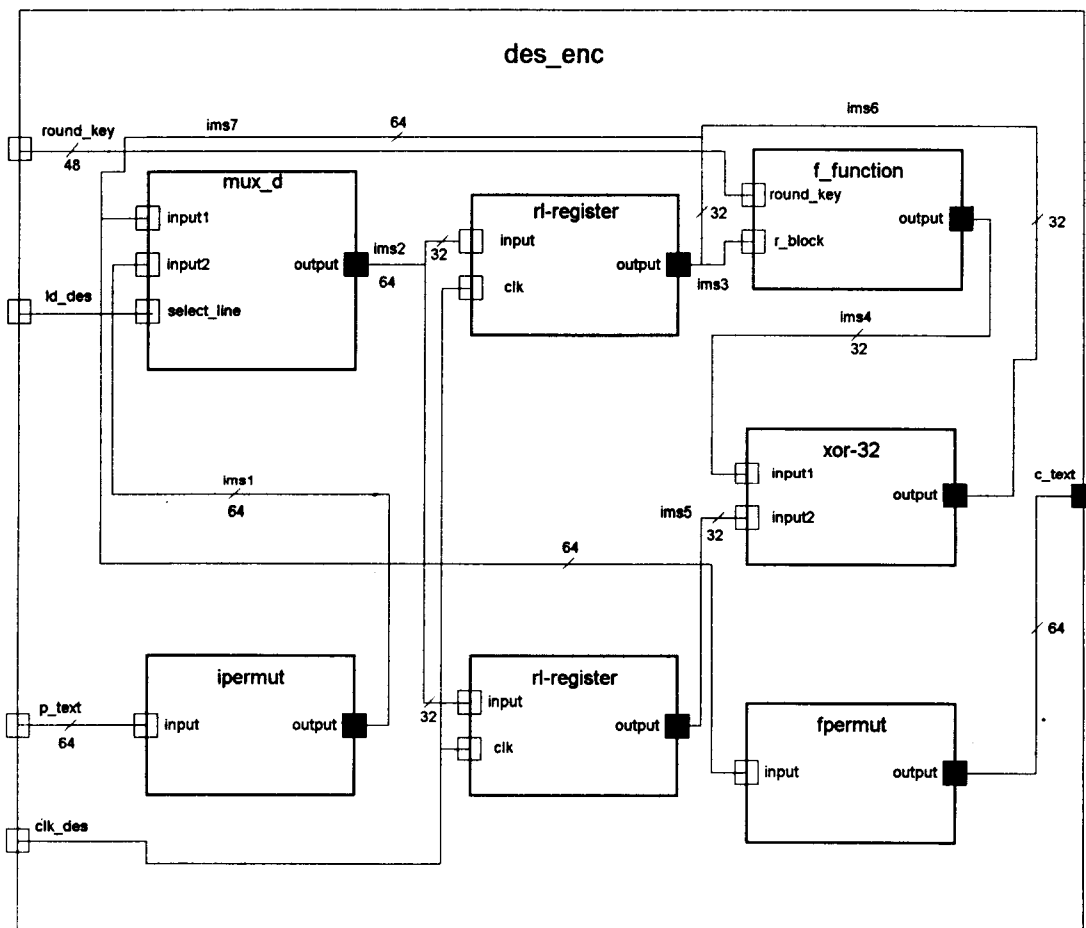 des_enc
round_key
48
ims7
64
ims6
mux_d
input1
input2
select_line
output
ld_des
ims2
64
32
rl-register
input
clk
output
ims3
32
f_function
round_key
r_block
output
32
ims4
32
xor-32
input1
input2
output
c_text
ims1
64
ims5
32
64
64
ipermut
input
output
p_text
64
32
rl-register
input
clk
output
fpermut
input
output
clk_des